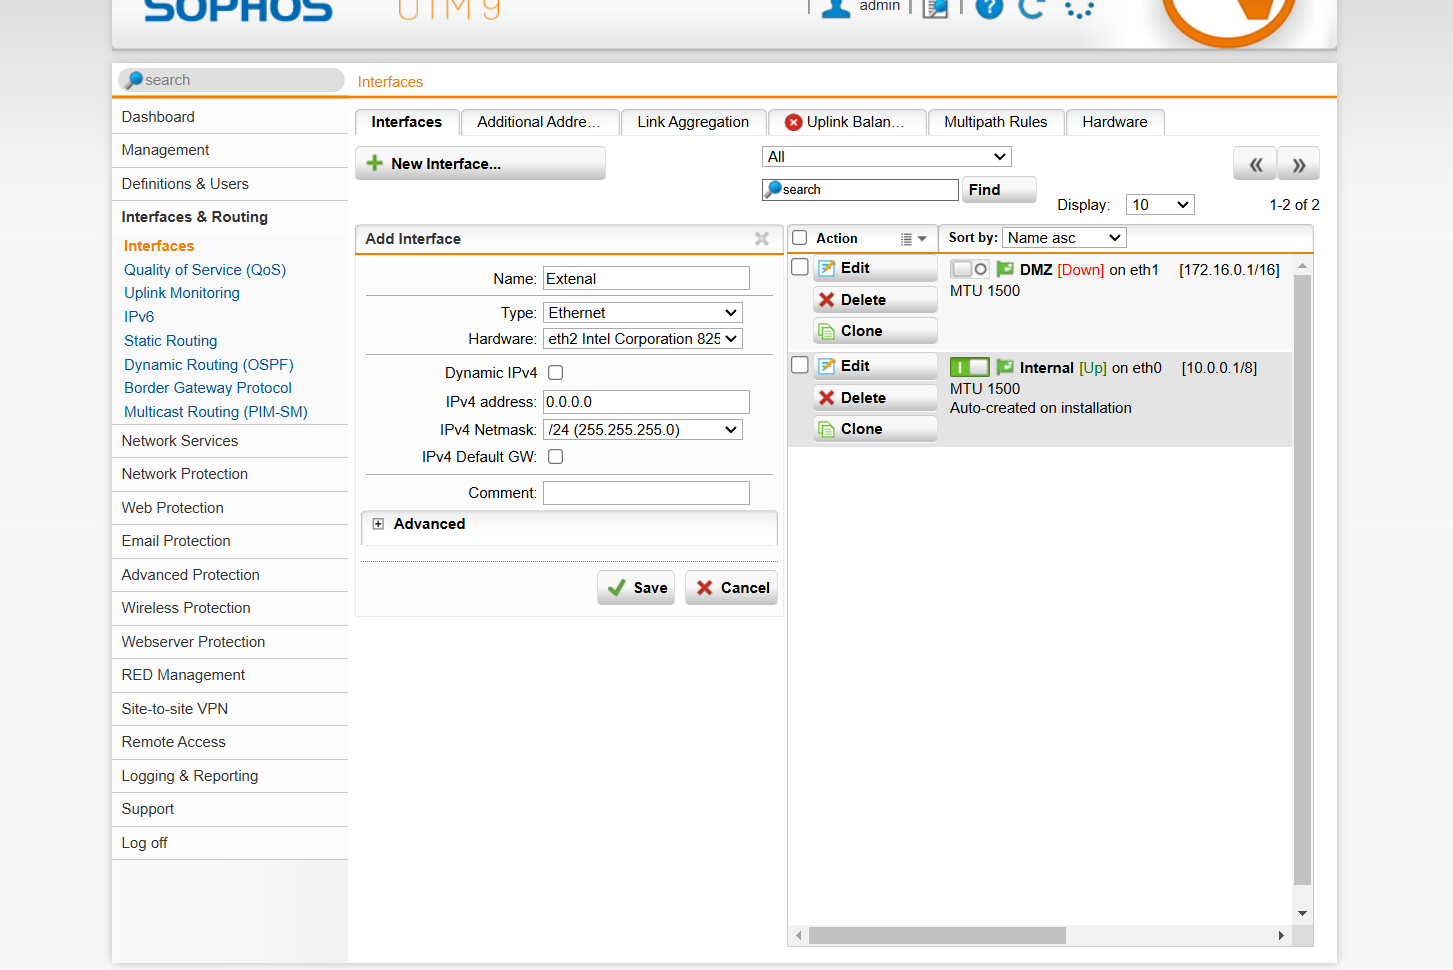 SOPHOS UTM 9
admin
search
Interfaces
Dashboard
Management
Definitions & Users
Interfaces & Routing
Interfaces
Quality of Service (QoS)
Uplink Monitoring
IPv6
Static Routing
Dynamic Routing (OSPF)
Border Gateway Protocol
Multicast Routing (PIM-SM)
Network Services
Network Protection
Web Protection
Email Protection
Advanced Protection
Wireless Protection
Webserver Protection
RED Management
Site-to-site VPN
Remote Access
Logging & Reporting
Support
Log off
Interfaces
Additional Addre...
Link Aggregation
Uplink Balan...
Multipath Rules
Hardware
New Interface...
All
search
Find
Display: 10
1-2 of 2
Add Interface
Name: Extenal
Type: Ethernet
Hardware: eth2 Intel Corporation 825
Dynamic IPv4
IPv4 address: 0.0.0.0
IPv4 Netmask: /24 (255.255.255.0)
IPv4 Default GW:
Comment:
Advanced
Save
Cancel
Action
Sort by: Name asc
Edit
Delete
Clone
DMZ [Down] on eth1 [172.16.0.1/16]
MTU 1500
Edit
Delete
Clone
Internal [Up] on eth0 [10.0.0.1/8]
MTU 1500
Auto-created on installation